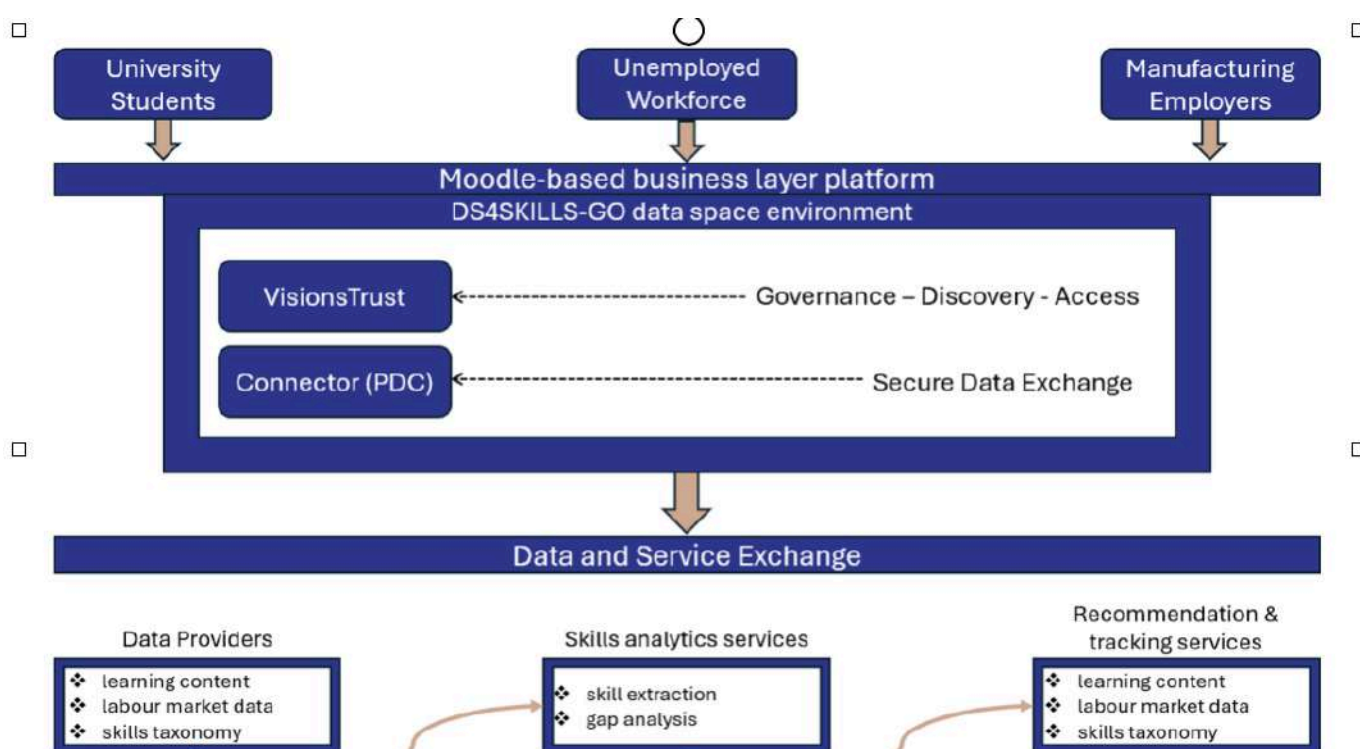 University
Students
Unemployed
Workforce
Manufacturing
Employers
Moodle-based business layer platform
DS4SKILLS-GO data space environment
VisionsTrust
Governance – Discovery - Access
Connector (PDC)
Secure Data Exchange
Data and Service Exchange
Data Providers
❖ learning content
❖ labour market data
❖ skills taxonomy
Skills analytics services
❖ skill extraction
❖ gap analysis
Recommendation &
tracking services
❖ learning content
❖ labour market data
❖ skills taxonomy